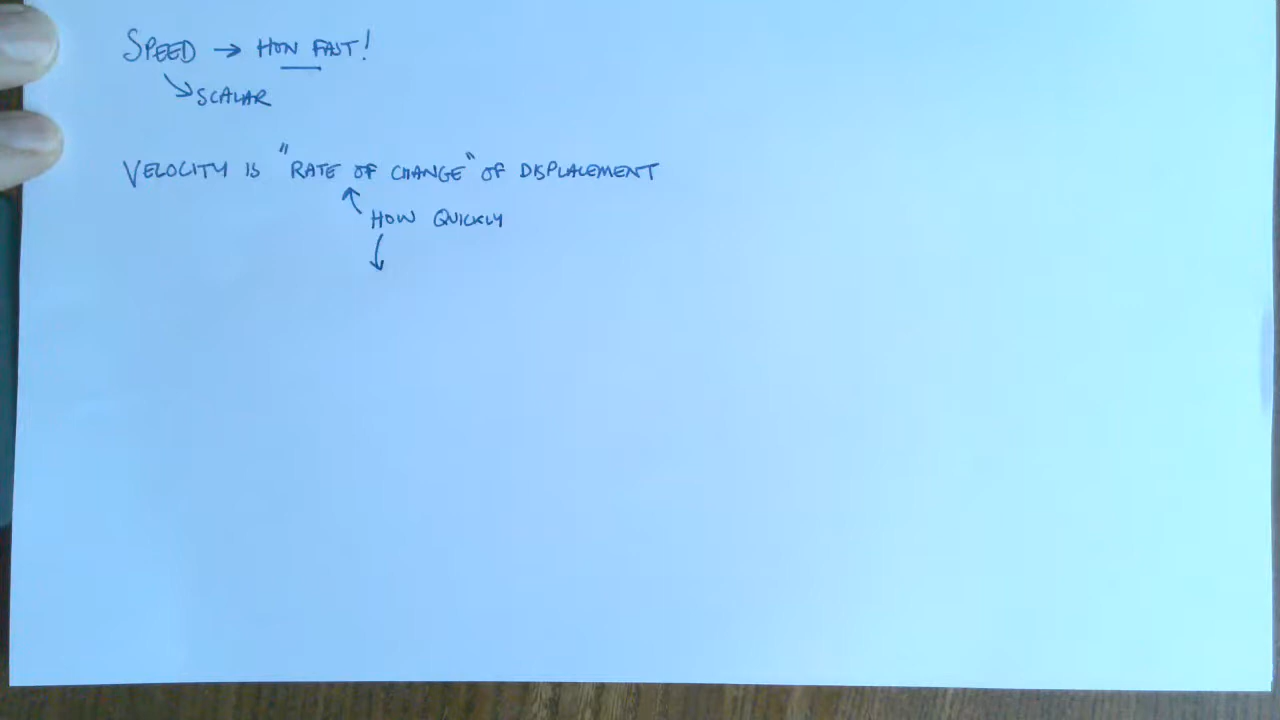 SPEED → HOW FAST!
↘ SCALAR
VELOCITY IS "RATE OF CHANGE" OF DISPLACEMENT
HOW QUICKLY